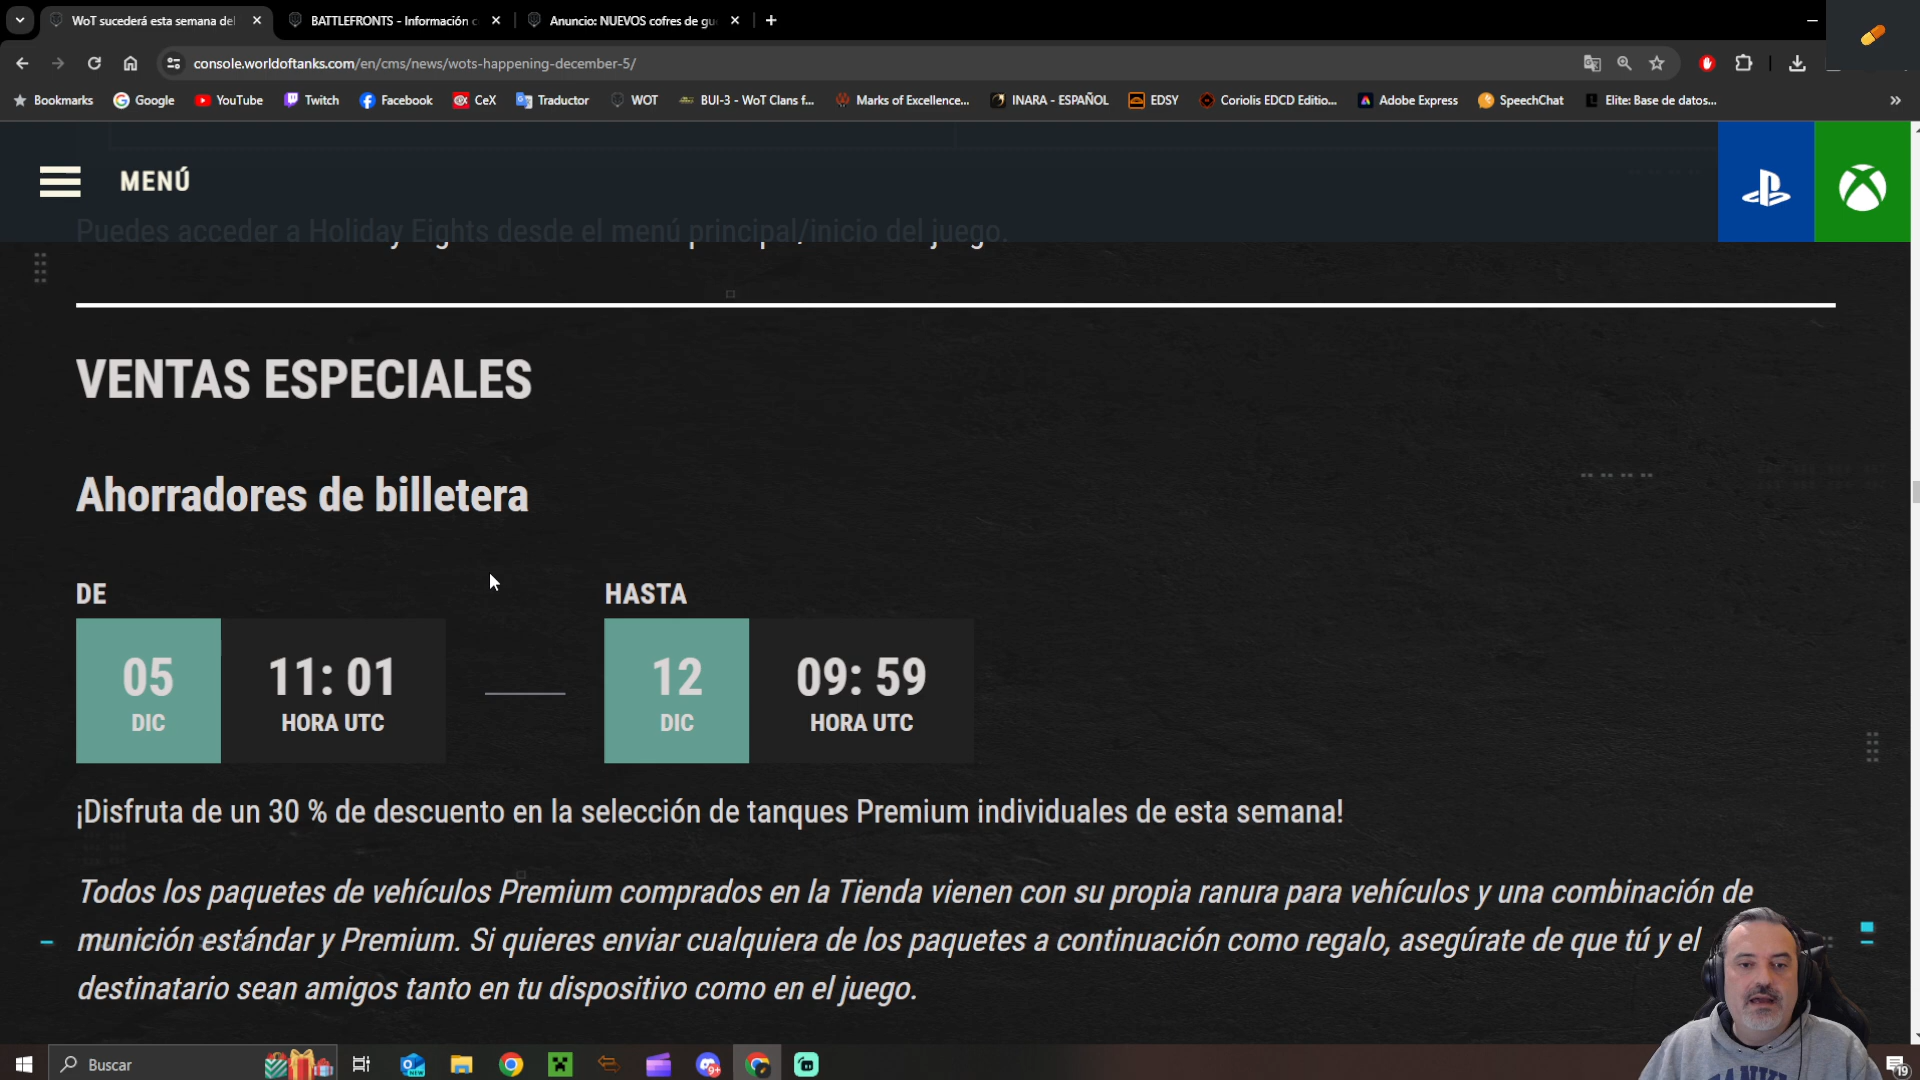 WoT sucederá esta semana del
BATTLEFRONTS - Información
Anuncio: NUEVOS cofres de gu
console.worldoftanks.com/en/cms/news/wots-happening-december-5/
Bookmarks Google YouTube Twitch Facebook CeX Traductor WOT BUI-3 - WoT Clans f... Marks of Excellence... INARA - ESPAÑOL EDSY Coriolis EDCD Editio... Adobe Express SpeechChat Elite: Base de datos...
MENÚ
Puedes acceder a Holiday Eights desde el menú principal/inicio del juego.
VENTAS ESPECIALES
Ahorradores de billetera
DE HASTA
05 11: 01 12 09: 59
DIC HORA UTC DIC HORA UTC
¡Disfruta de un 30 % de descuento en la selección de tanques Premium individuales de esta semana!
Todos los paquetes de vehículos Premium comprados en la Tienda vienen con su propia ranura para vehículos y una combinación de
munición estándar y Premium. Si quieres enviar cualquiera de los paquetes a continuación como regalo, asegúrate de que tú y el
destinatario sean amigos tanto en tu dispositivo como en el juego.
Buscar
NEW
9+
19